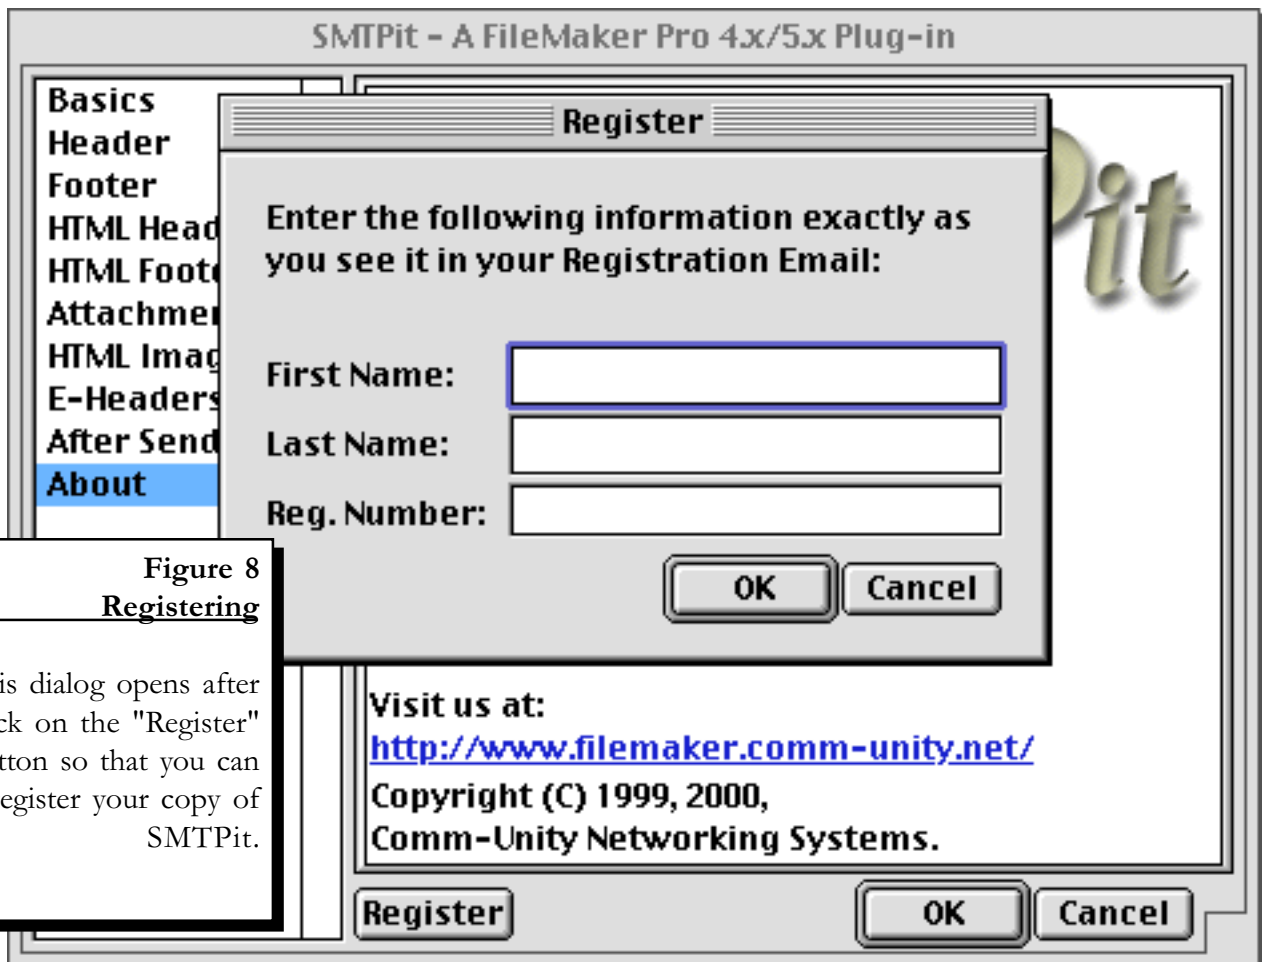 SMTPit - A FileMaker Pro 4.x/5.x Plug-in
Basics
Header
Footer
HTML Head
HTML Foot
Attachme
HTML Imag
E-Headers
After Send
About
Pit
Register
Enter the following information exactly as
you see it in your Registration Email:
First Name:
Last Name:
Reg. Number:
OK
Cancel
Figure 8
Registering
is dialog opens after
ck on the "Register"
tton so that you can
egister your copy of
SMTPit.
Visit us at:
http://www.filemaker.comm-unity.net/
Copyright (C) 1999, 2000,
Comm-Unity Networking Systems.
Register
OK
Cancel